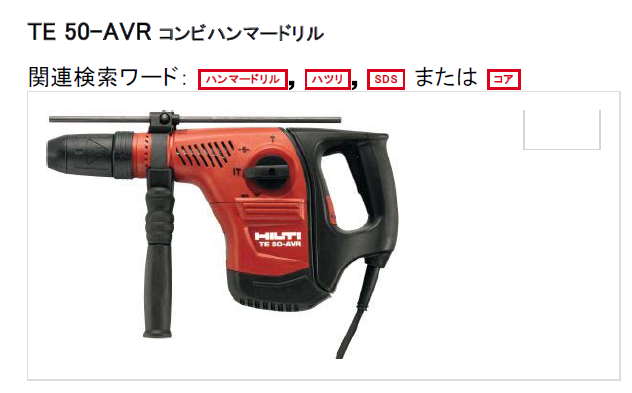 TE 50-AVR コンビハンマードリル
関連検索ワード： ハンマードリル, ハツリ, SDS または コア
T
IT
HILTI
TE 50-AVR